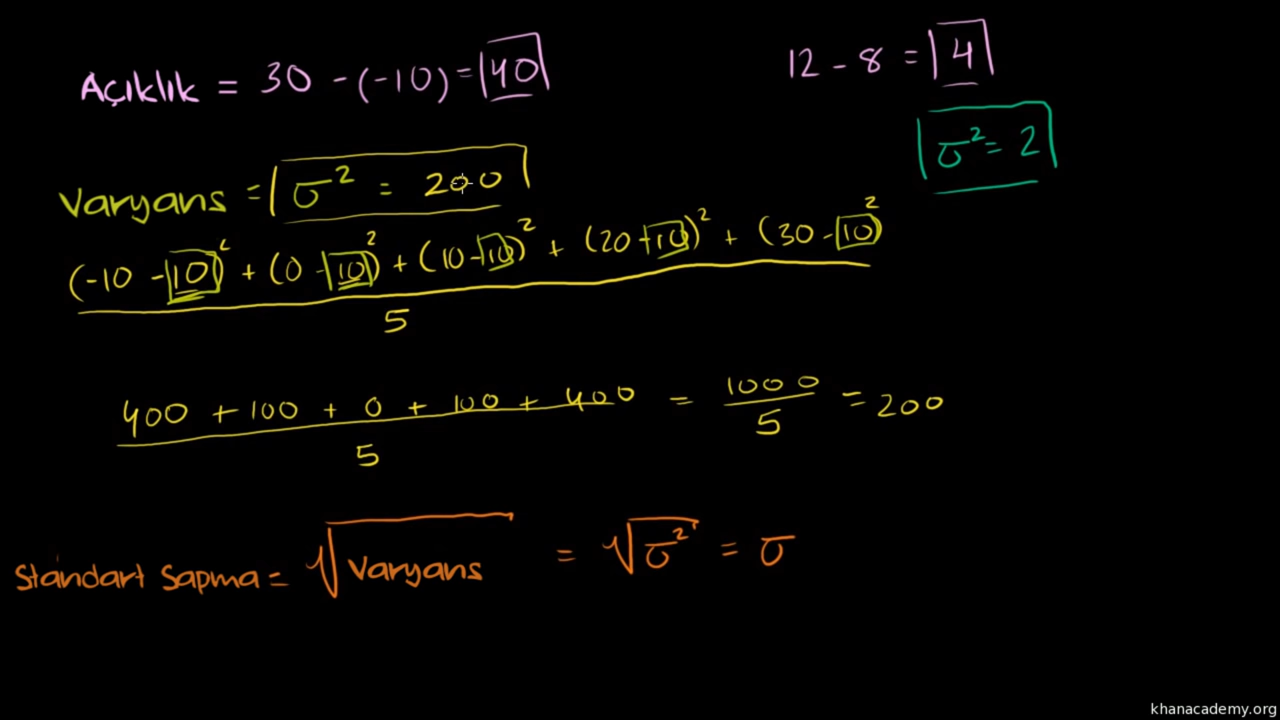 Açıklık = 30 - (-10) = 40
12 - 8 = 4
Varyans = σ² = 200
σ² = 2
(-10 - 10)² + (0 - 10)² + (10 - 10)² + (20 - 10)² + (30 - 10)²
5
400 + 100 + 0 + 100 + 400 = 1000 = 200
5 5
Standart Sapma = √Varyans = √σ² = σ
khanacademy.org